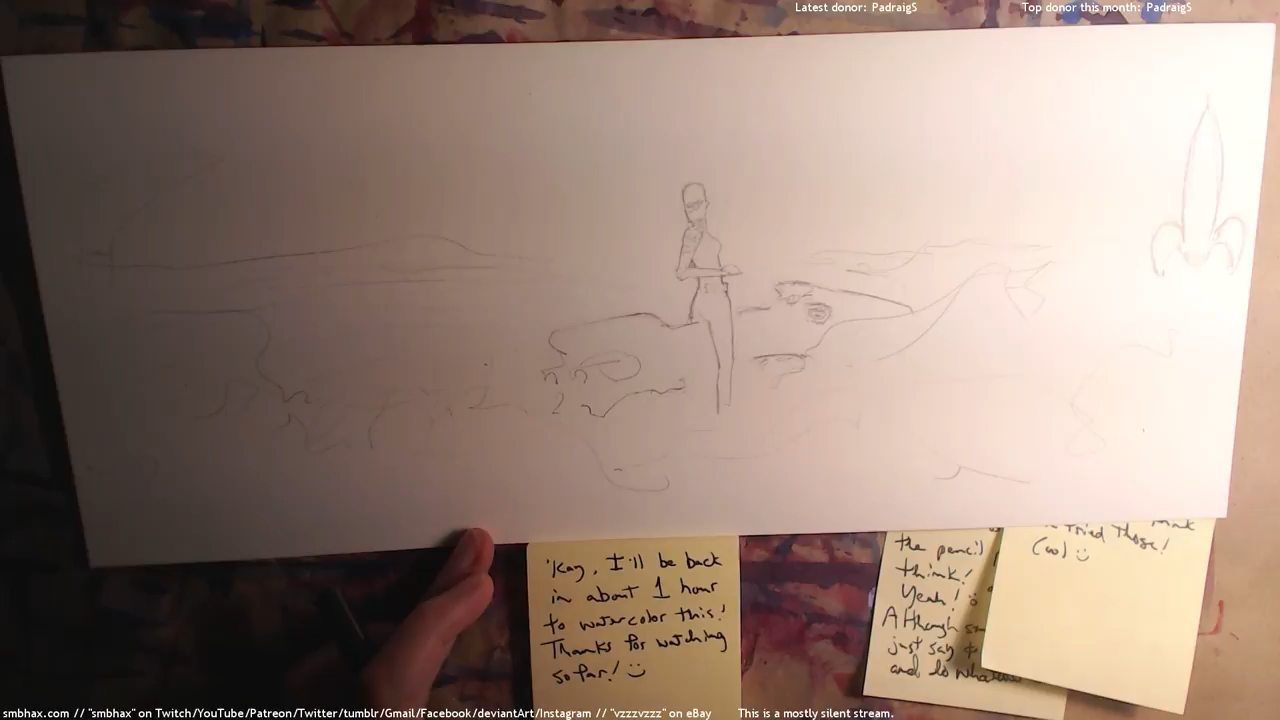 Latest donor: PadraigS
Top donor this month: PadraigS
'Kay, I'll be back
in about 1 hour
to watercolor this!
Thanks for watching
so far! :)
the pencil
think!
Yeah! :)
Although
just say
and do
tried those!
:)
smbhax.com // "smbhax" on Twitch/YouTube/Patreon/Twitter/tumblr/Gmail/Facebook/deviantArt/Instagram // "vzzzvzzz" on eBay
This is a mostly silent stream.